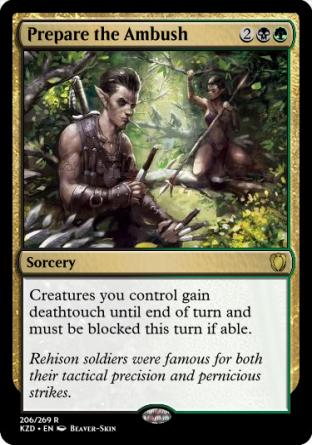 Prepare the Ambush 2
Sorcery
Creatures you control gain
deathtouch until end of turn and
must be blocked this turn if able.
Rehison soldiers were famous for both
their tactical precision and pernicious
strikes.
206/269 R
KZD • EN Beaver-Skin